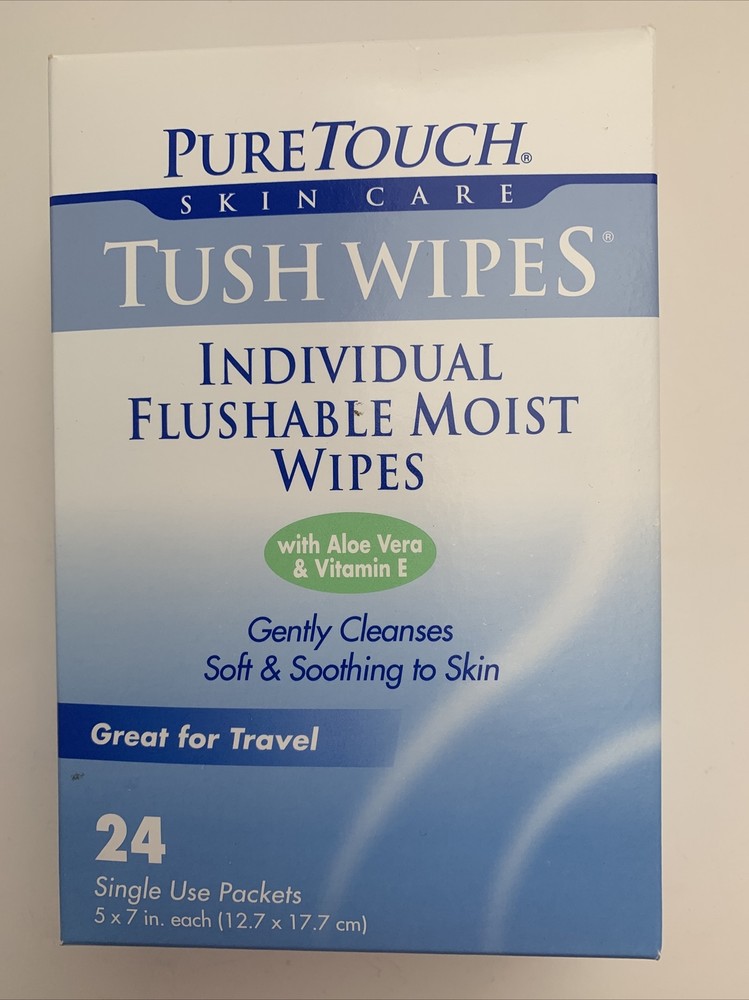 PURETOUCH®
SKIN CARE
TUSH WIPES®
INDIVIDUAL
FLUSHABLE MOIST
WIPES
with Aloe Vera
& Vitamin E
Gently Cleanses
Soft & Soothing to Skin
Great for Travel
24
Single Use Packets
5 x 7 in. each (12.7 x 17.7 cm)